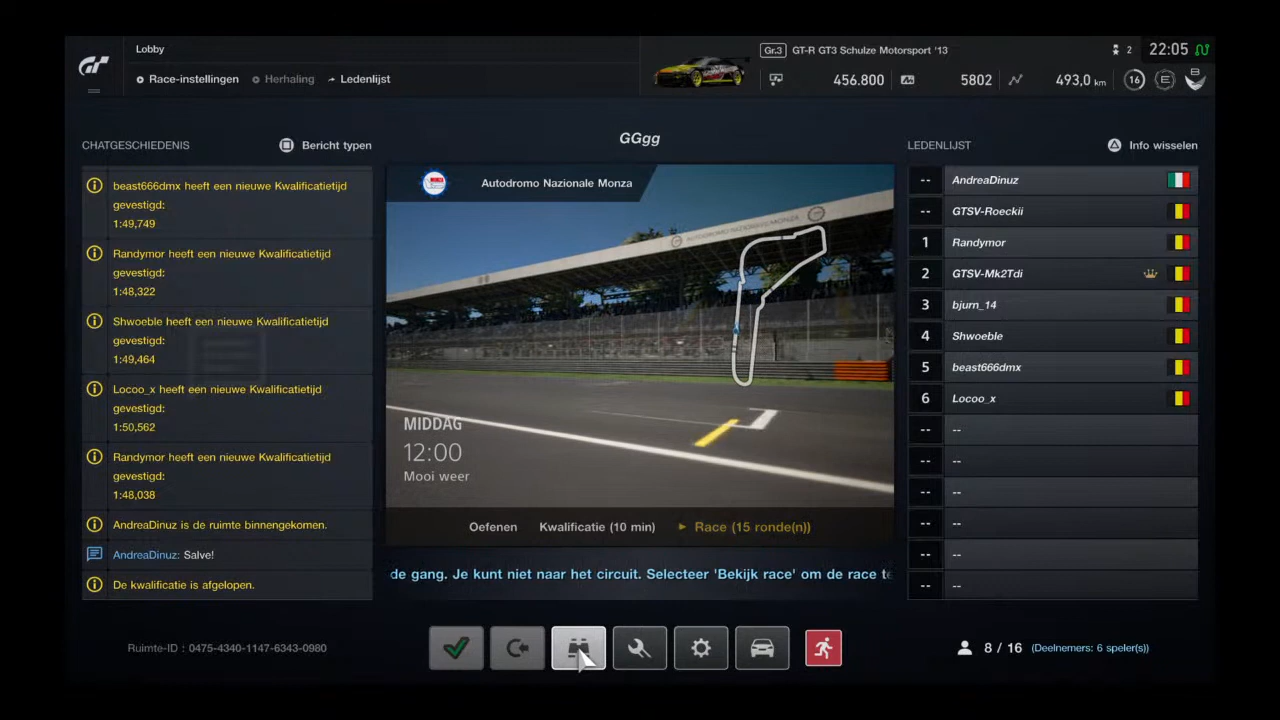 Lobby
Race-instellingen Herhaling Ledenlijst
Gr.3 GT-R GT3 Schulze Motorsport '13
2 22:05
456.800 5802 493,0 km 16 E B
CHATGESCHIEDENIS Bericht typen
beast666dmx heeft een nieuwe Kwalificatietijd
gevestigd:
1:49,749
Randymor heeft een nieuwe Kwalificatietijd
gevestigd:
1:48,322
Shwoeble heeft een nieuwe Kwalificatietijd
gevestigd:
1:49,464
Locoo_x heeft een nieuwe Kwalificatietijd
gevestigd:
1:50,562
Randymor heeft een nieuwe Kwalificatietijd
gevestigd:
1:48,038
AndreaDinuz is de ruimte binnengekomen.
AndreaDinuz: Salve!
De kwalificatie is afgelopen.
GGgg
Autodromo Nazionale Monza
AUTODROMO NAZIONALE MONZA
MIDDAG
12:00
Mooi weer
Oefenen Kwalificatie (10 min) Race (15 ronde(n))
de gang. Je kunt niet naar het circuit. Selecteer 'Bekijk race' om de race te
LEDENLIJST Info wisselen
-- AndreaDinuz
-- GTSV-Roeckii
1 Randymor
2 GTSV-Mk2Tdi
3 bjurn_14
4 Shwoeble
5 beast666dmx
6 Locoo_x
-- --
-- --
-- --
-- --
-- --
-- --
Ruimte-ID : 0475-4340-1147-6343-0980
8 / 16 (Deelnemers: 6 speler(s))